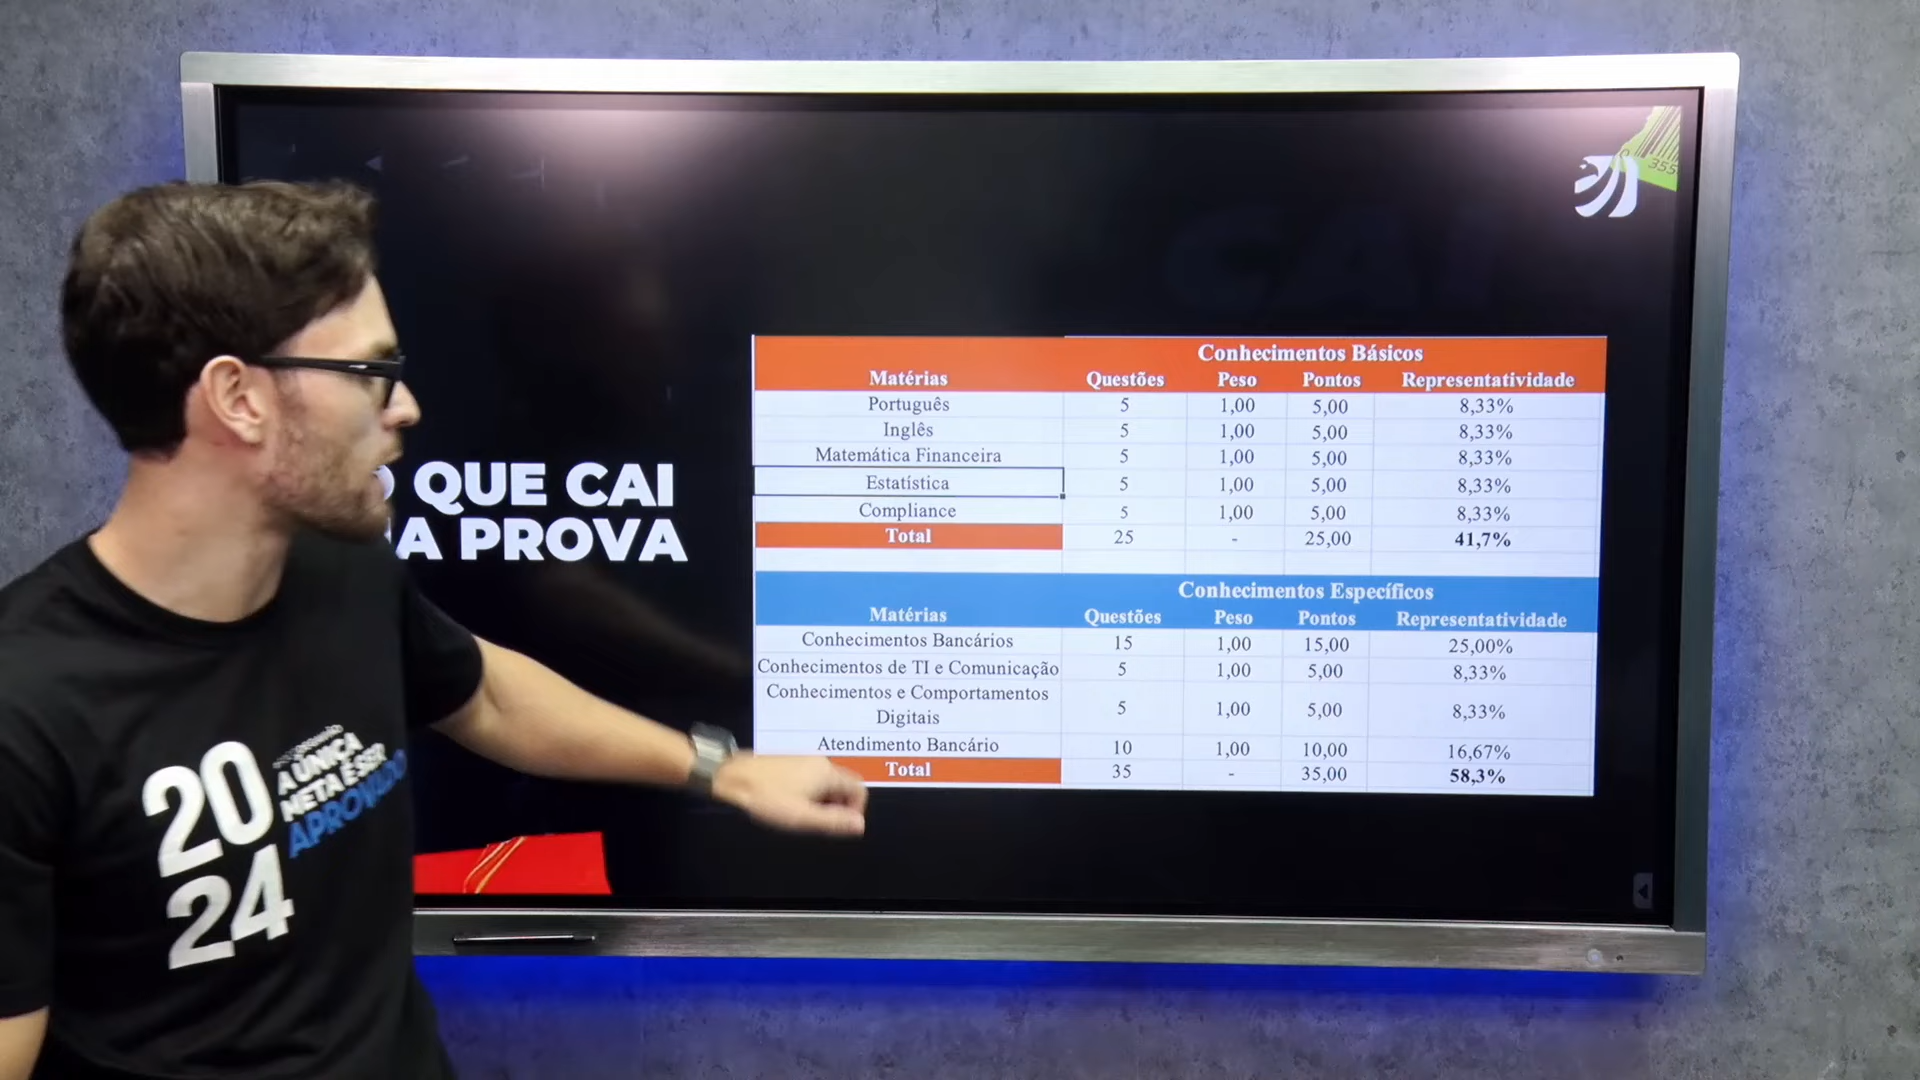 355
O QUE CAI
NA PROVA
Conhecimentos Básicos
Matérias Questões Peso Pontos Representatividade
Português 5 1,00 5,00 8,33%
Inglês 5 1,00 5,00 8,33%
Matemática Financeira 5 1,00 5,00 8,33%
Estatística 5 1,00 5,00 8,33%
Compliance 5 1,00 5,00 8,33%
Total 25 - 25,00 41,7%
Conhecimentos Específicos
Matérias Questões Peso Pontos Representatividade
Conhecimentos Bancários 15 1,00 15,00 25,00%
Conhecimentos de TI e Comunicação 5 1,00 5,00 8,33%
Conhecimentos e Comportamentos
Digitais 5 1,00 5,00 8,33%
Atendimento Bancário 10 1,00 10,00 16,67%
Total 35 - 35,00 58,3%
20
24
A ÚNICA
META É SER
APROVADO